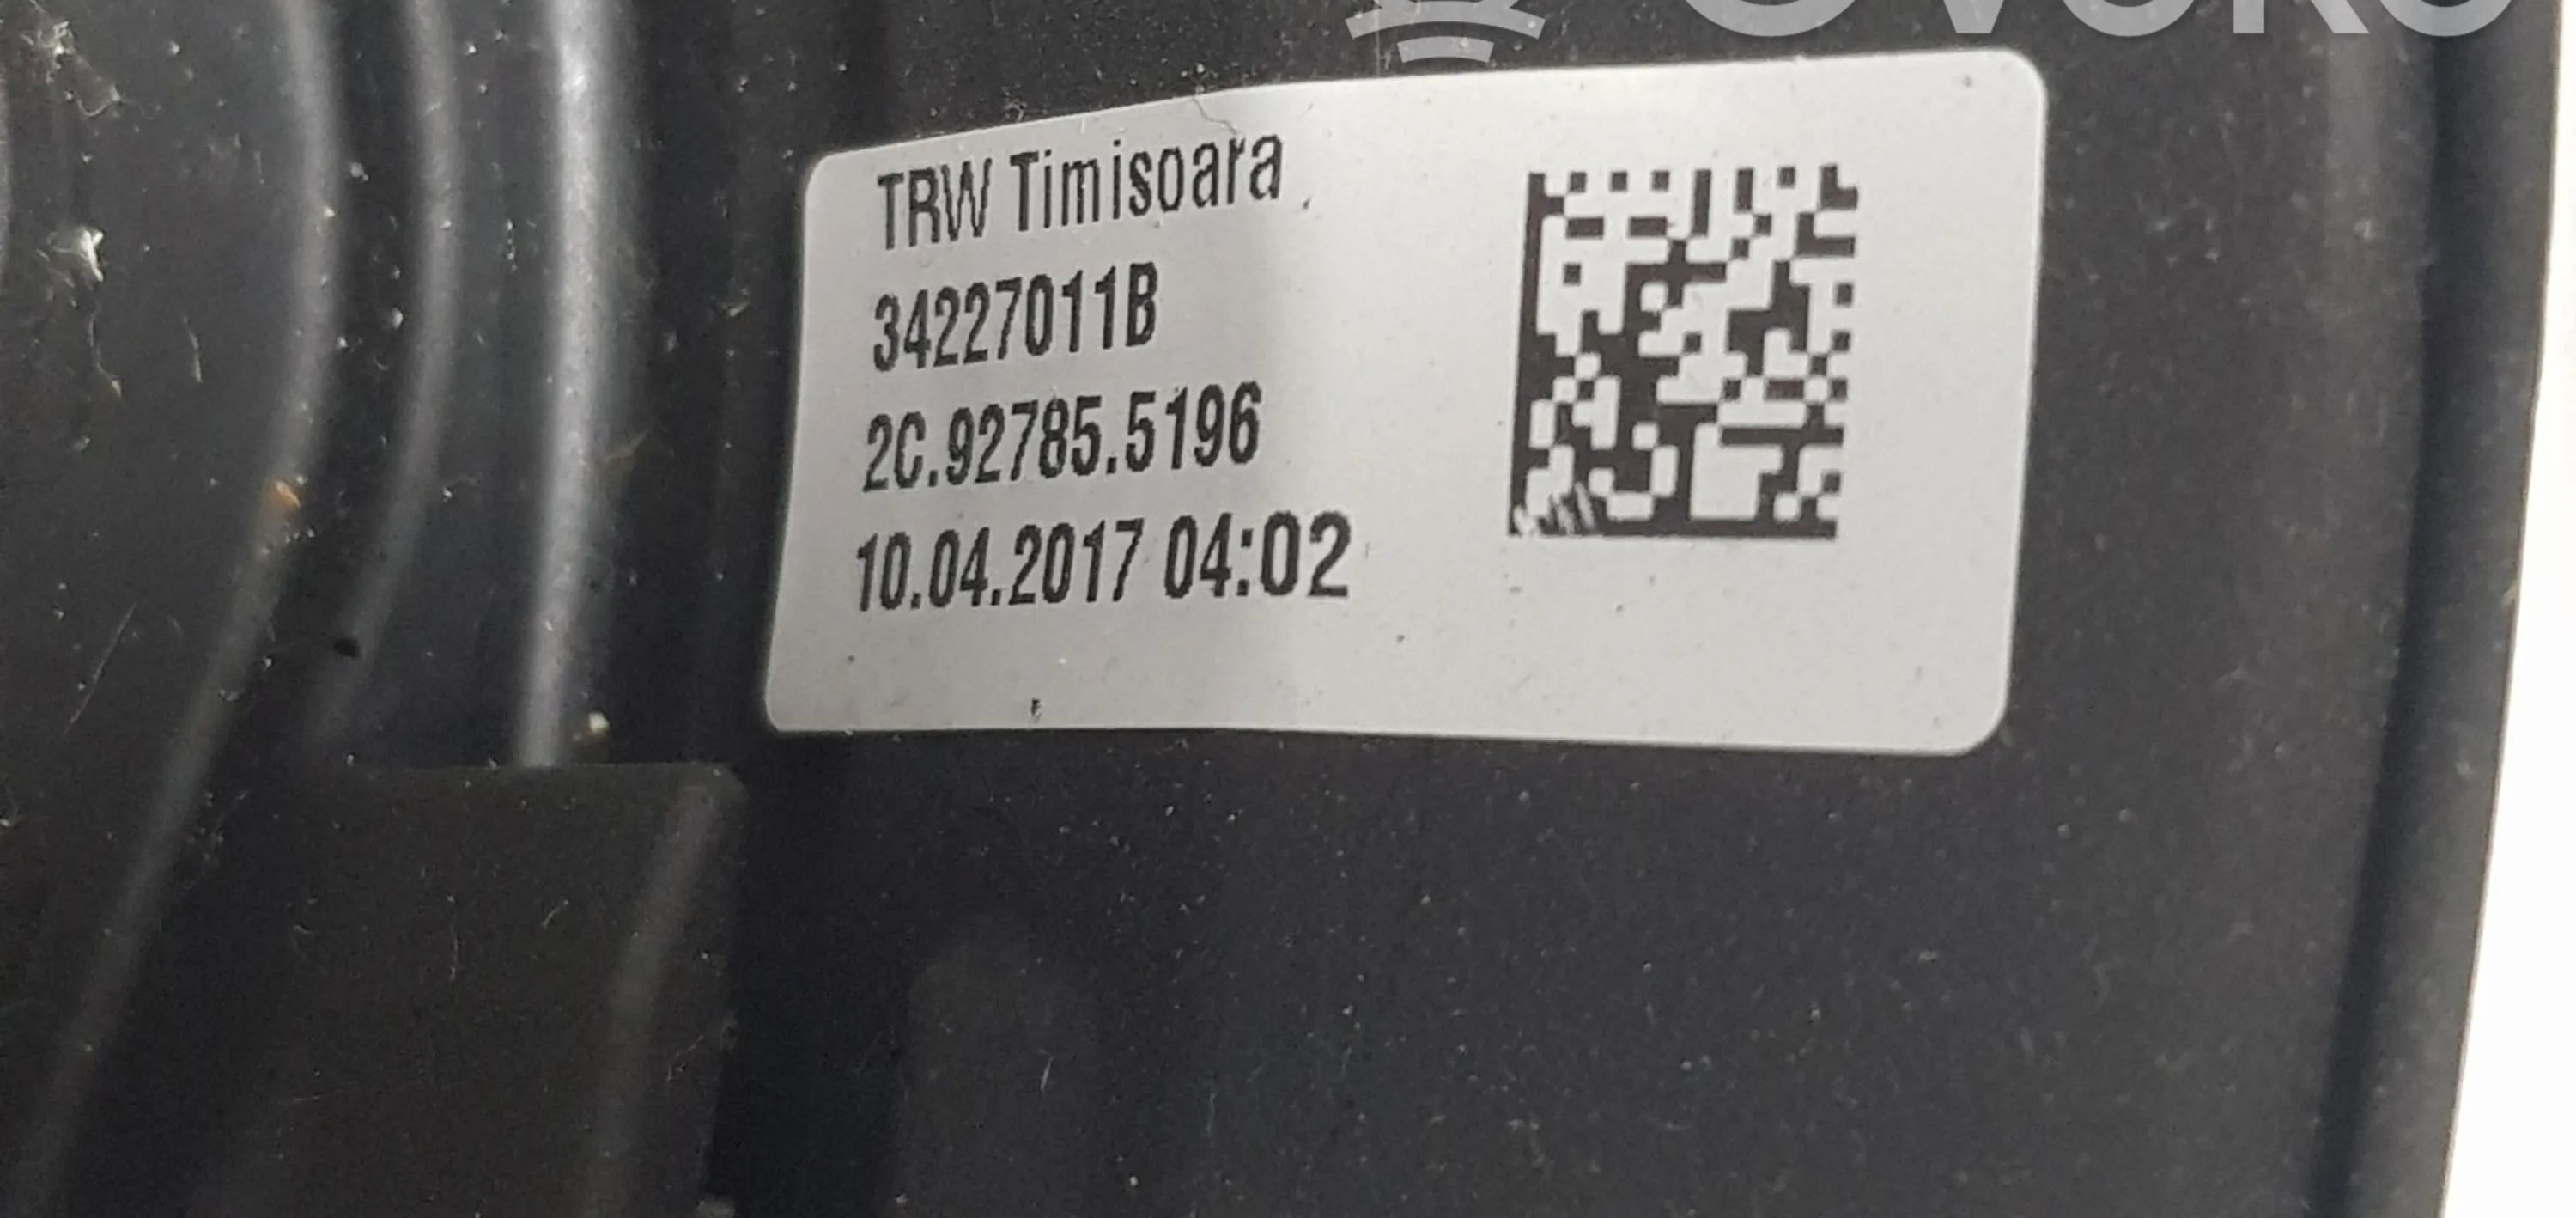 TRW Timisoara
34227011B
2C.92785.5196
10.04.2017 04:02